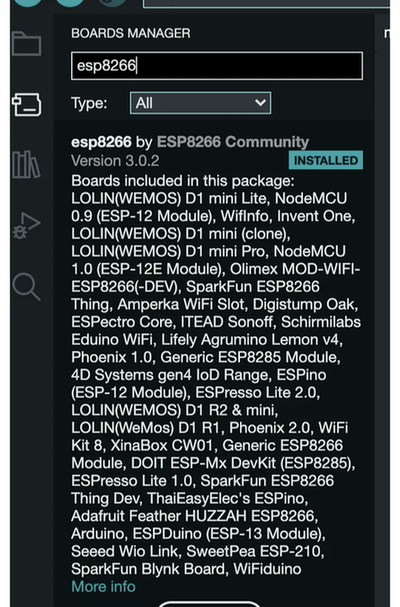 BOARDS MANAGER
esp8266
Type: All
esp8266 by ESP8266 Community
Version 3.0.2 INSTALLED
Boards included in this package:
LOLIN(WEMOS) D1 mini Lite, NodeMCU
0.9 (ESP-12 Module), WifInfo, Invent One,
LOLIN(WEMOS) D1 mini (clone),
LOLIN(WEMOS) D1 mini Pro, NodeMCU
1.0 (ESP-12E Module), Olimex MOD-WIFI-
ESP8266(-DEV), SparkFun ESP8266
Thing, Amperka WiFi Slot, Digistump Oak,
ESPectro Core, ITEAD Sonoff, Schirmilabs
Eduino WiFi, Lifely Agrumino Lemon v4,
Phoenix 1.0, Generic ESP8285 Module,
4D Systems gen4 IoD Range, ESPino
(ESP-12 Module), ESPresso Lite 2.0,
LOLIN(WEMOS) D1 R2 & mini,
LOLIN(WeMos) D1 R1, Phoenix 2.0, WiFi
Kit 8, XinaBox CW01, Generic ESP8266
Module, DOIT ESP-Mx DevKit (ESP8285),
ESPresso Lite 1.0, SparkFun ESP8266
Thing Dev, ThaiEasyElec's ESPino,
Adafruit Feather HUZZAH ESP8266,
Arduino, ESPDuino (ESP-13 Module),
Seeed Wio Link, SweetPea ESP-210,
SparkFun Blynk Board, WiFiduino
More info